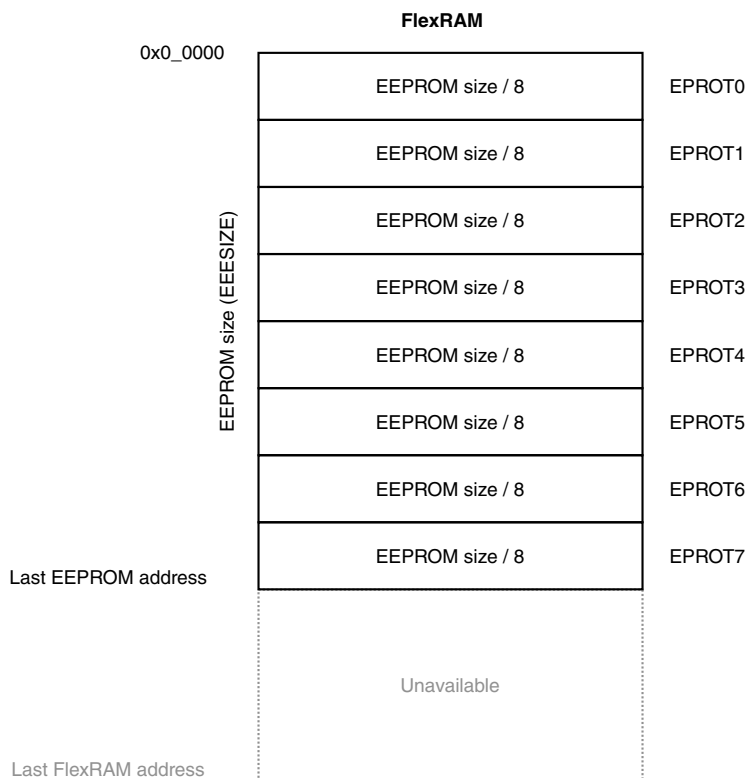 FlexRAM
0x0_0000
EEPROM size / 8 EPROT0
EEPROM size / 8 EPROT1
EEPROM size / 8 EPROT2
EEPROM size / 8 EPROT3
EEPROM size (EEESIZE)
EEPROM size / 8 EPROT4
EEPROM size / 8 EPROT5
EEPROM size / 8 EPROT6
EEPROM size / 8 EPROT7
Last EEPROM address
Unavailable
Last FlexRAM address